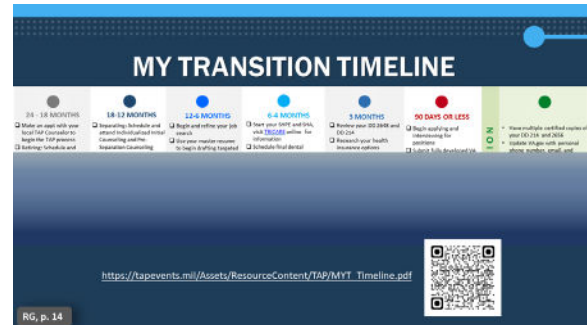 MY TRANSITION TIMELINE
24 - 18 MONTHS
Make an appt with your
local TAP Counselor to
begin the TAP process
Retiring: Schedule and
18-12 MONTHS
Separating: Schedule and
attend Individualized Initial
Counseling and Pre-
Separation Counseling
12-6 MONTHS
Begin and refine your job
search
Use your master resume
to begin drafting targeted
6-4 MONTHS
Start your SHPE and BAA,
visit TRICARE online for
information
Schedule final dental
3 MONTHS
Review your DD 2648 and
DD 214
Research your health
insurance options
90 DAYS OR LESS
Begin applying and
interviewing for
positions
Submit fully developed VA
ION
Have multiple certified copies of
your DD 214 and 2656
Update VA.gov with personal
phone number, email, and
https://tapevents.mil/Assets/ResourceContent/TAP/MYT_Timeline.pdf
RG, p. 14